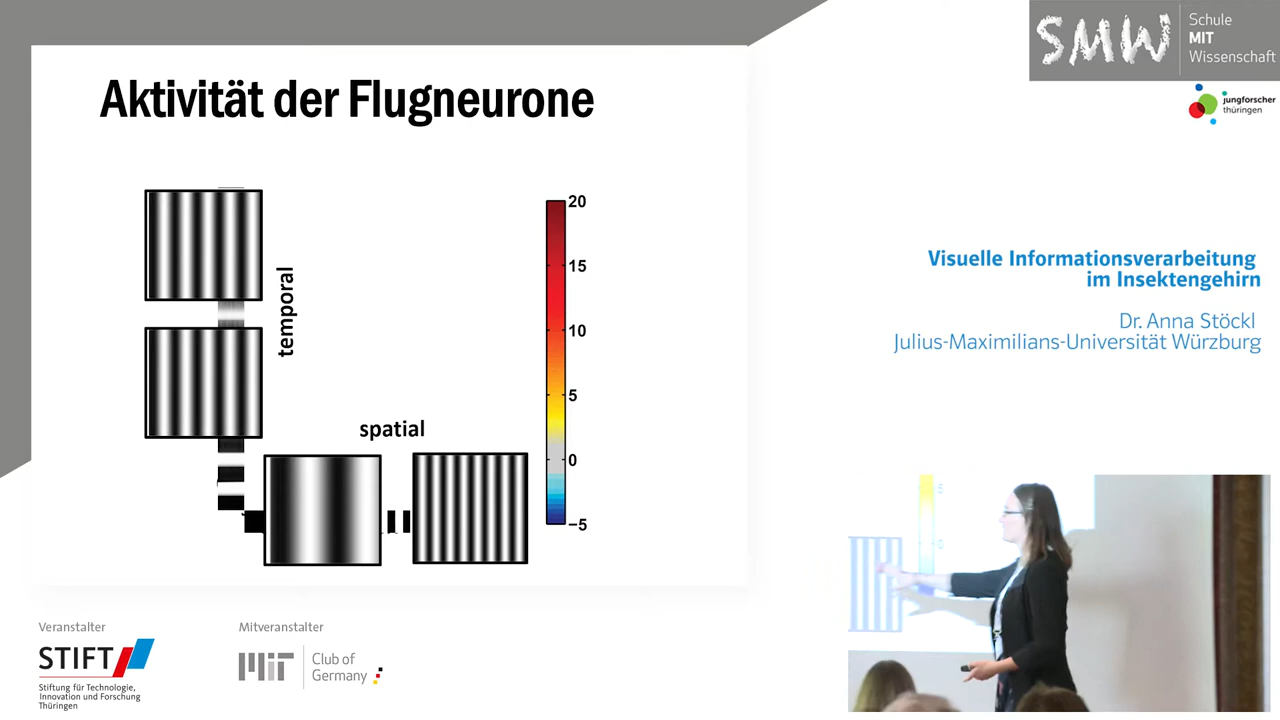 Aktivität der Flugneurone
temporal
spatial
20
15
10
5
0
−5
SMW
Schule
MIT
Wissenschaft
jungforscher
thüringen
Visuelle Informationsverarbeitung
im Insektengehirn
Dr. Anna Stöckl
Julius-Maximilians-Universität Würzburg
5
0
Veranstalter
STIFT
Stiftung für Technologie,
Innovation und Forschung
Thüringen
Mitveranstalter
MIT
Club of
Germany